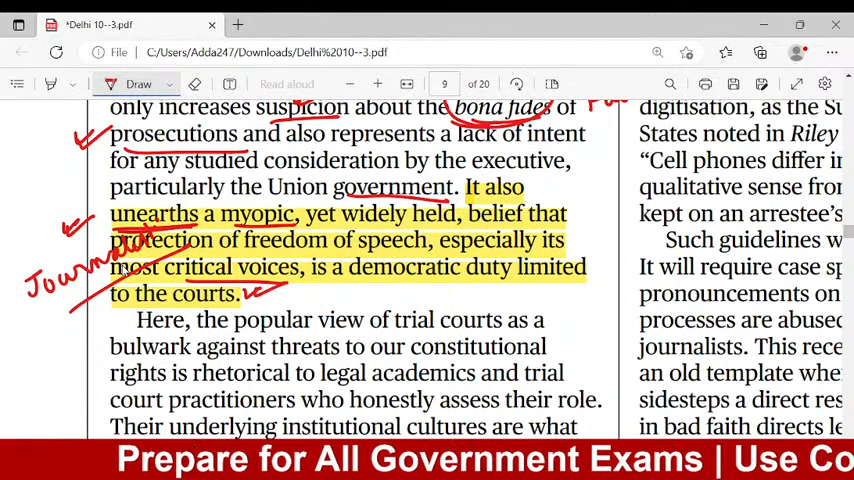 *Delhi 10--3.pdf
File
C:/Users/Adda247/Downloads/Delhi%2010--3.pdf
Draw
Read aloud
9
of 20
only increases suspicion about the bona fides of
prosecutions and also represents a lack of intent
for any studied consideration by the executive,
particularly the Union government. It also
unearths a myopic, yet widely held, belief that
protection of freedom of speech, especially its
most critical voices, is a democratic duty limited
to the courts.
Here, the popular view of trial courts as a
bulwark against threats to our constitutional
rights is rhetorical to legal academics and trial
court practitioners who honestly assess their role.
Their underlying institutional cultures are what
digitisation, as the Su
States noted in Riley
“Cell phones differ in
qualitative sense from
kept on an arrestee’s
Such guidelines w
It will require case sp
pronouncements on
processes are abused
journalists. This rece
an old template whe
sidesteps a direct res
in bad faith directs le
Prepare for All Government Exams | Use Co